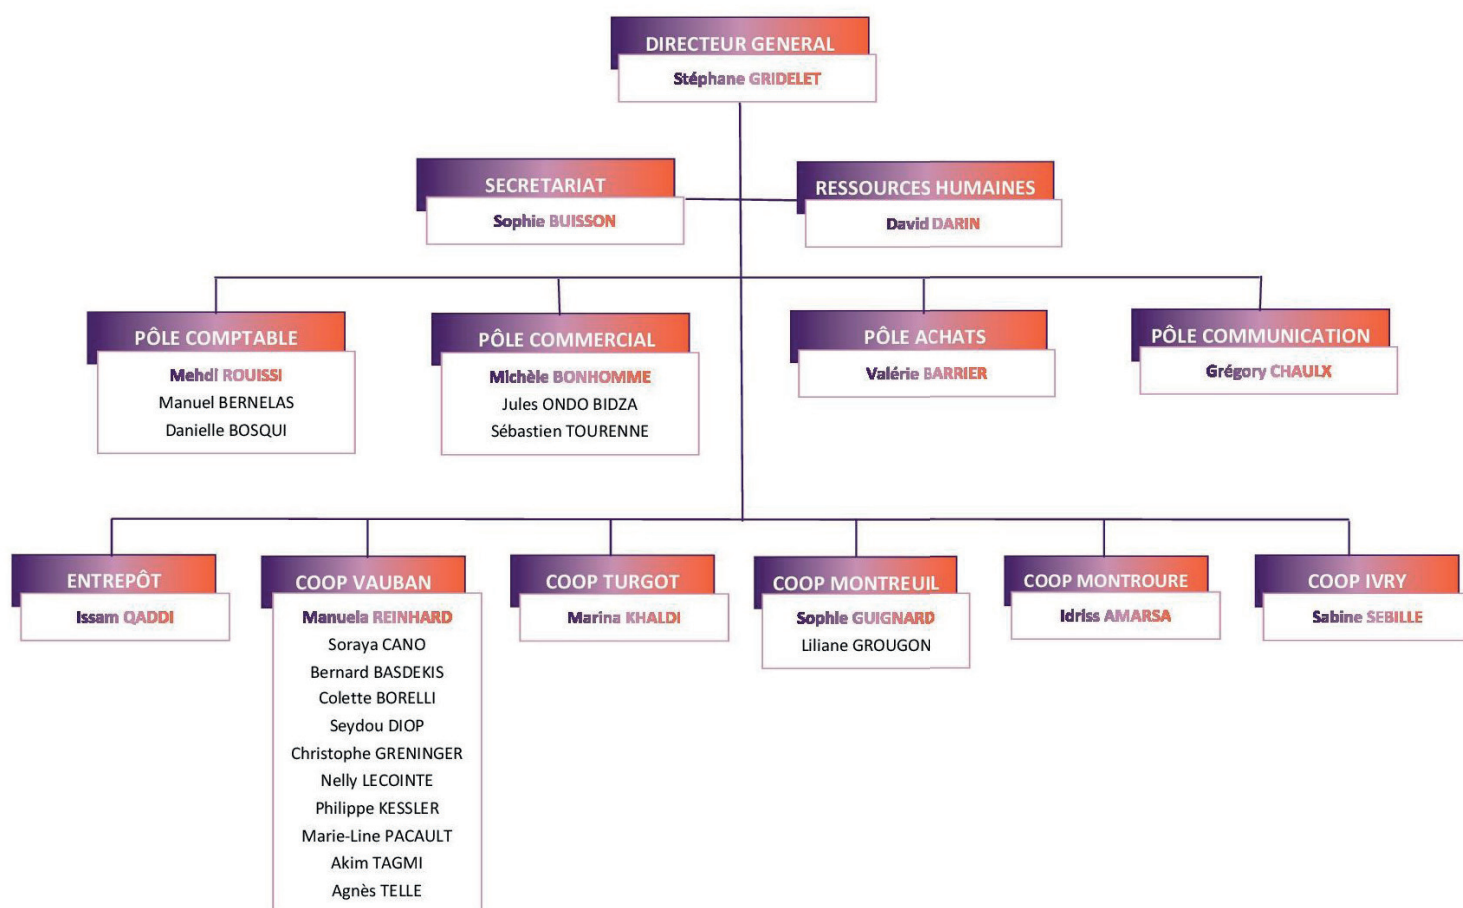 DIRECTEUR GENERAL
Stéphane GRIDELET
SECRETARIAT
Sophie BUISSON
RESSOURCES HUMAINES
David DARIN
PÔLE COMPTABLE
Mehdi ROUISSI
Manuel BERNELAS
Danielle BOSQUI
PÔLE COMMERCIAL
Michèle BONHOMME
Jules ONDO BIDZA
Sébastien TOURENNE
PÔLE ACHATS
Valérie BARRIER
PÔLE COMMUNICATION
Grégory CHAULX
ENTREPÔT
Issam QADDI
COOP VAUBAN
Manuela REINHARD
Soraya CANO
Bernard BASDEKIS
Colette BORELLI
Seydou DIOP
Christophe GRENINGER
Nelly LECOINTE
Philippe KESSLER
Marie-Line PACAULT
Akim TAGMI
Agnès TELLE
COOP TURGOT
Marina KHALDI
COOP MONTREUIL
Sophie GUIGNARD
Liliane GROUGON
COOP MONTROURE
Idriss AMARSA
COOP IVRY
Sabine SEBILLE